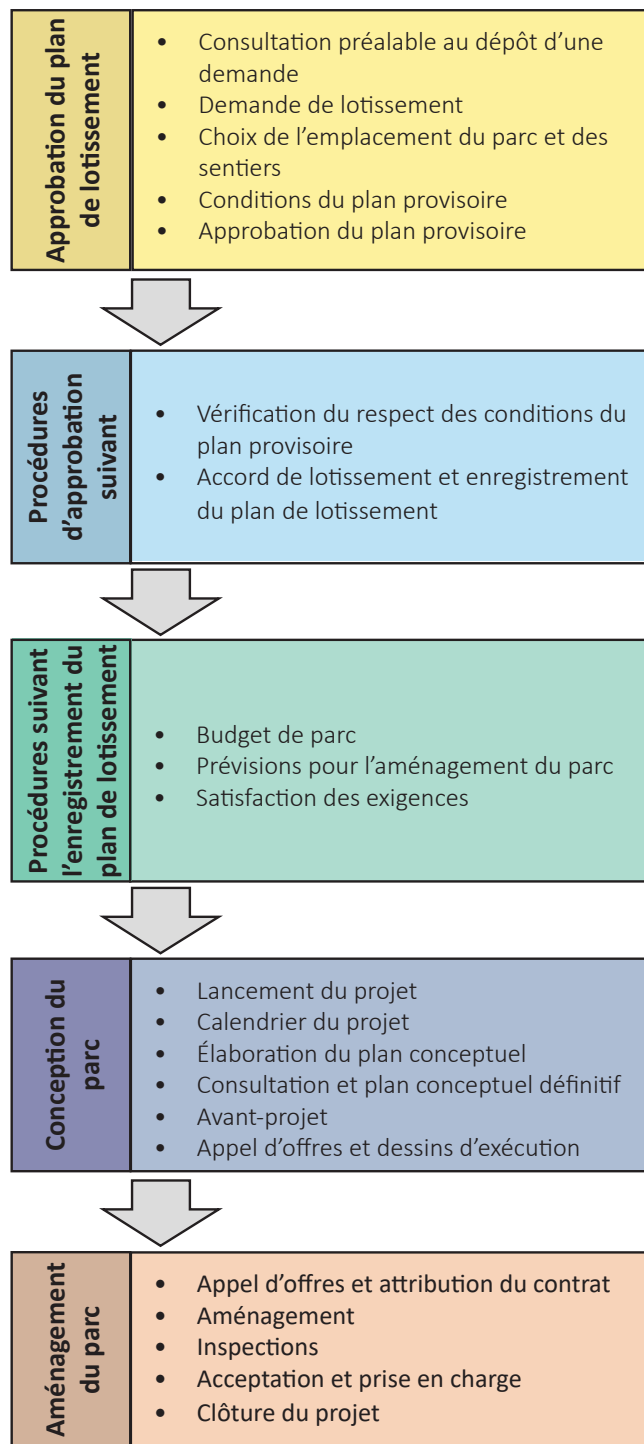 Approbation du plan
de lotissement
• Consultation préalable au dépôt d’une
demande
• Demande de lotissement
• Choix de l’emplacement du parc et des
sentiers
• Conditions du plan provisoire
• Approbation du plan provisoire
Procédures
d’approbation
suivant
• Vérification du respect des conditions du
plan provisoire
• Accord de lotissement et enregistrement
du plan de lotissement
Procédures suivant
l’enregistrement du
plan de lotissement
• Budget de parc
• Prévisions pour l’aménagement du parc
• Satisfaction des exigences
Conception du
parc
• Lancement du projet
• Calendrier du projet
• Élaboration du plan conceptuel
• Consultation et plan conceptuel définitif
• Avant-projet
• Appel d’offres et dessins d’exécution
Aménagement
du parc
• Appel d’offres et attribution du contrat
• Aménagement
• Inspections
• Acceptation et prise en charge
• Clôture du projet